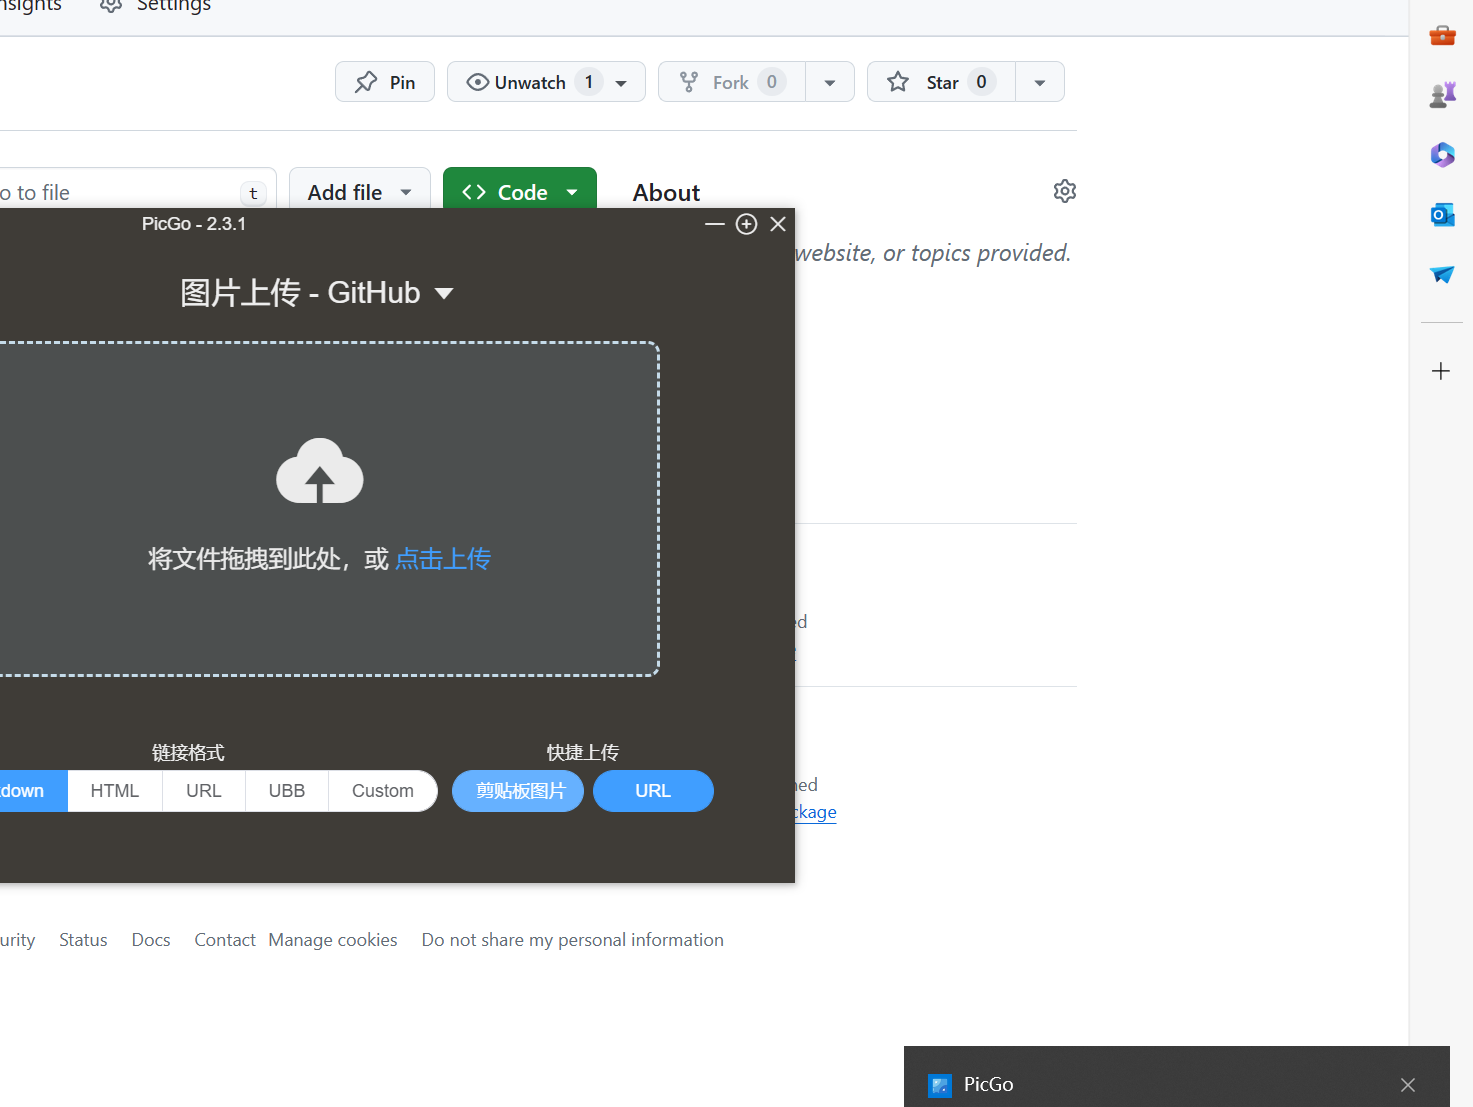 Insights Settings
Pin Unwatch 1 Fork 0 Star 0
o to file t Add file <> Code About
PicGo - 2.3.1
website, or topics provided.
图片上传 - GitHub
将文件拖拽到此处，或 点击上传
链接格式 快捷上传
down HTML URL UBB Custom 剪贴板图片 URL
ckage
urity Status Docs Contact Manage cookies Do not share my personal information
PicGo